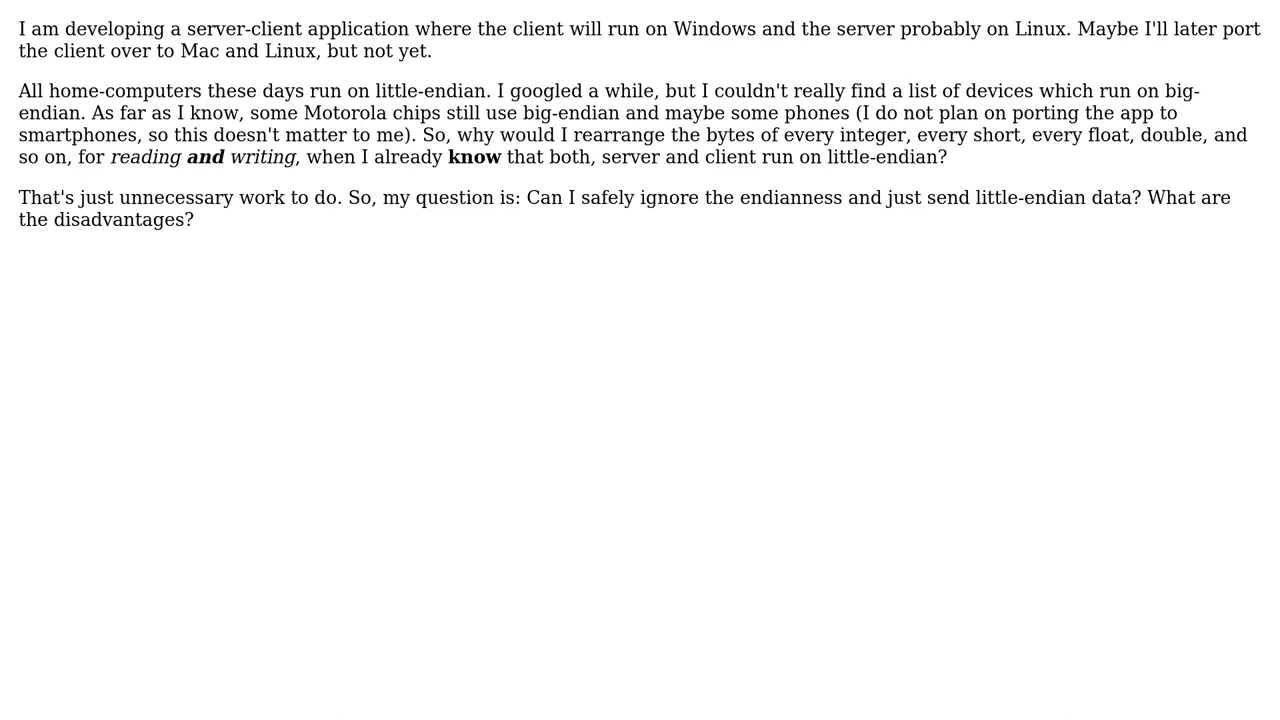 I am developing a server-client application where the client will run on Windows and the server probably on Linux. Maybe I'll later port
the client over to Mac and Linux, but not yet.
All home-computers these days run on little-endian. I googled a while, but I couldn't really find a list of devices which run on big-
endian. As far as I know, some Motorola chips still use big-endian and maybe some phones (I do not plan on porting the app to
smartphones, so this doesn't matter to me). So, why would I rearrange the bytes of every integer, every short, every float, double, and
so on, for reading and writing, when I already know that both, server and client run on little-endian?
That's just unnecessary work to do. So, my question is: Can I safely ignore the endianness and just send little-endian data? What are
the disadvantages?